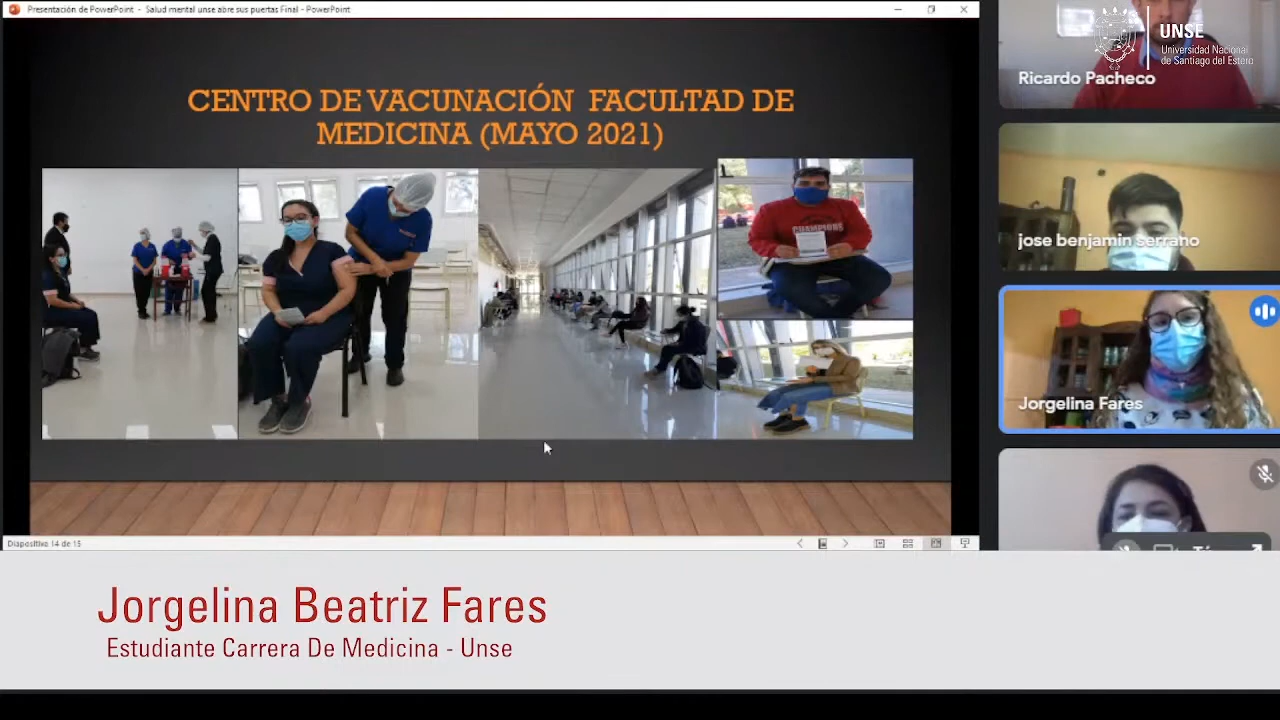 Presentación de PowerPoint - Salud mental unse abre sus puertas Final - PowerPoint
CENTRO DE VACUNACIÓN FACULTAD DE
MEDICINA (MAYO 2021)
CHAMPIONS
Diapositiva 14 de 15
UNSE
Universidad Nacional
de Santiago del Estero
Ricardo Pacheco
jose benjamin serraño
Jorgelina Fares
Jorgelina Beatriz Fares
Estudiante Carrera De Medicina - Unse